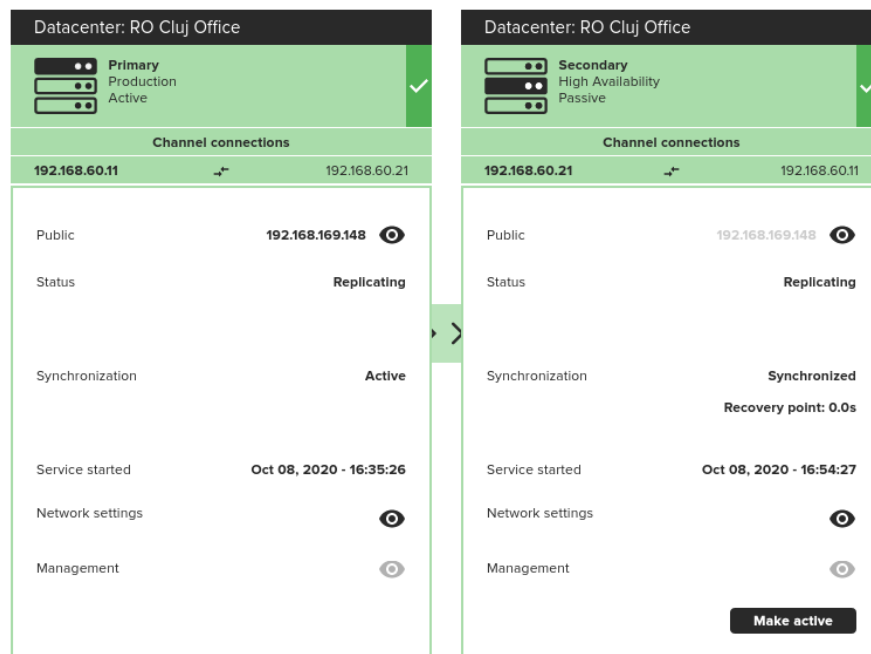 Datacenter: RO Cluj Office
Primary
Production
Active
Channel connections
192.168.60.11 192.168.60.21
Public 192.168.169.148
Status Replicating
Synchronization Active
Service started Oct 08, 2020 - 16:35:26
Network settings
Management
Datacenter: RO Cluj Office
Secondary
High Availability
Passive
Channel connections
192.168.60.21 192.168.60.11
Public 192.168.169.148
Status Replicating
Synchronization Synchronized
Recovery point: 0.0s
Service started Oct 08, 2020 - 16:54:27
Network settings
Management
Make active